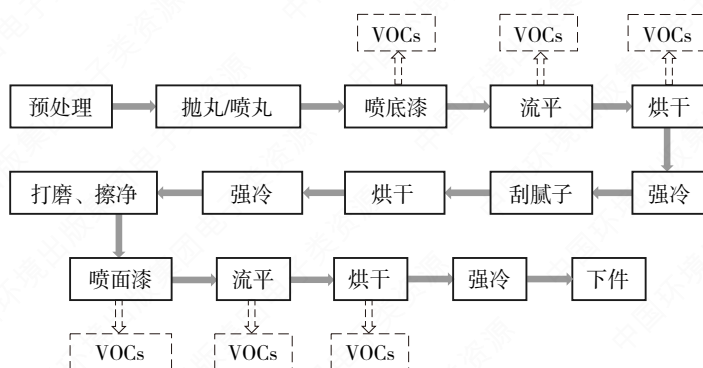 VOCs VOCs VOCs
预处理 抛丸/喷丸 喷底漆 流平 烘干
打磨、擦净 强冷 烘干 刮腻子 强冷
喷面漆 流平 烘干 强冷 下件
VOCs VOCs VOCs